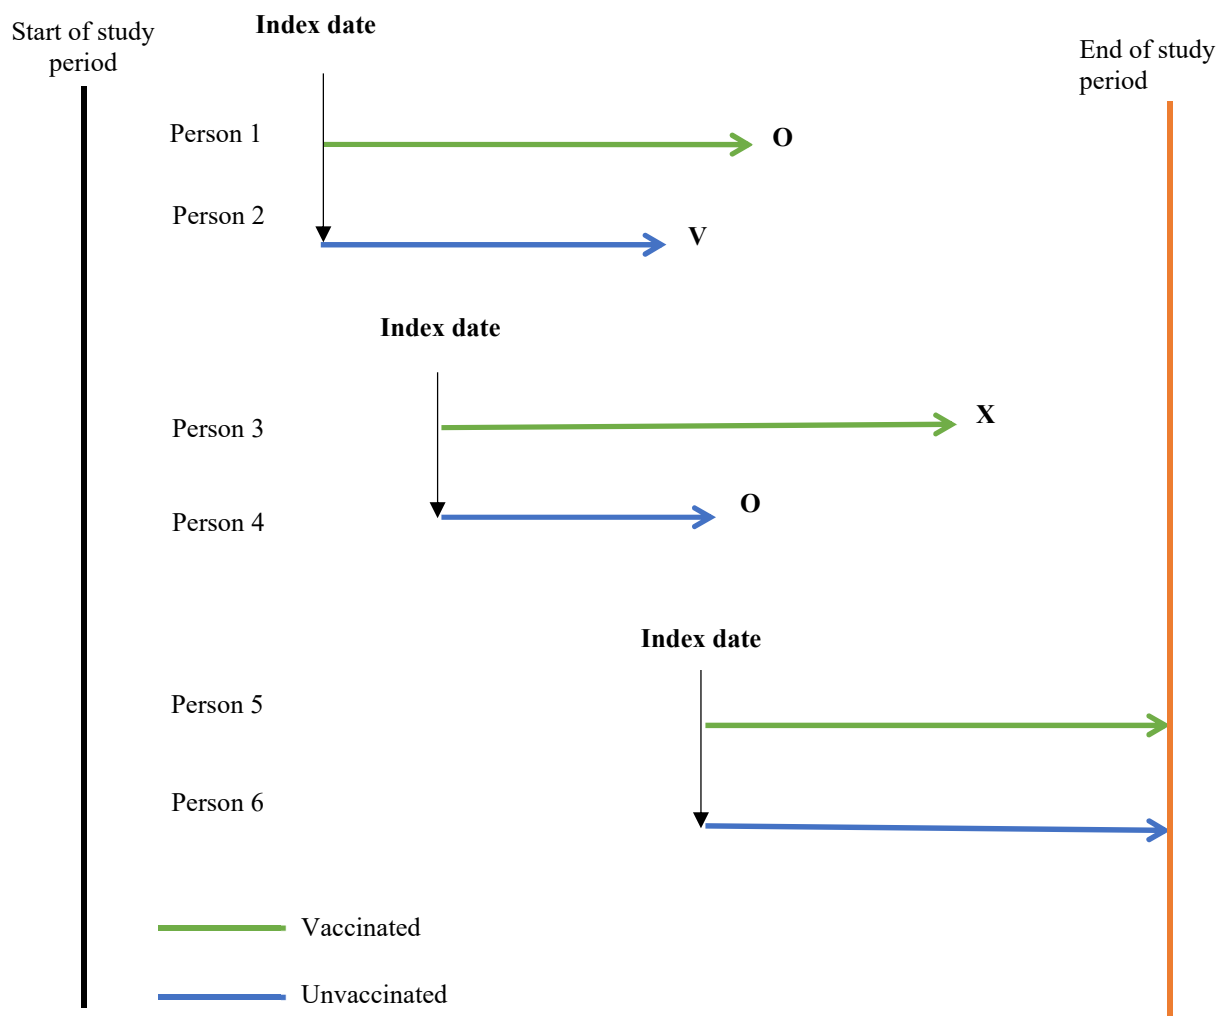 Start of study
period
Index date
End of study
period
Person 1
O
Person 2
V
Index date
Person 3
X
Person 4
O
Index date
Person 5
Person 6
Vaccinated
Unvaccinated